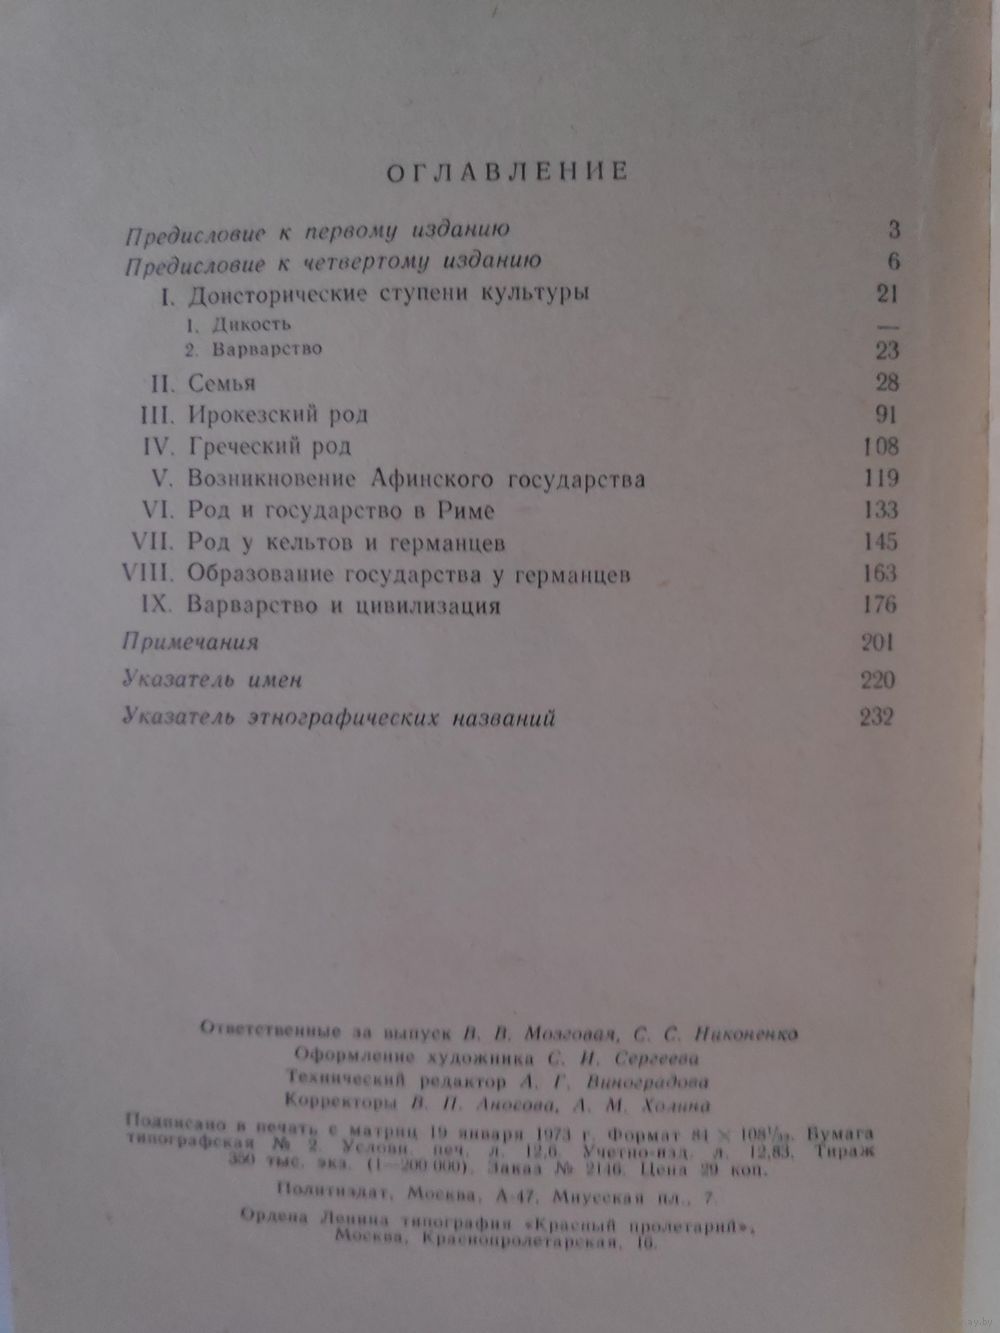 ОГЛАВЛЕНИЕ
Предисловие к первому изданию 3
Предисловие к четвертому изданию 6
I. Доисторические ступени культуры 21
1. Дикость —
2. Варварство 23
II. Семья 28
III. Ирокезский род 91
IV. Греческий род 108
V. Возникновение Афинского государства 119
VI. Род и государство в Риме 133
VII. Род у кельтов и германцев 145
VIII. Образование государства у германцев 163
IX. Варварство и цивилизация 176
Примечания 201
Указатель имен 220
Указатель этнографических названий 232
Ответственные за выпуск В. В. Мозговая, С. С. Никоненко
Оформление художника С. И. Сергеева
Технический редактор А. Г. Виноградова
Корректоры В. П. Аносова, А. М. Холина
Подписано в печать с матриц 19 января 1973 г. Формат 84 × 108¹/₃₂. Бумага
типографская № 2. Условн. печ. л. 12,6. Учетно-изд. л. 12,83. Тираж
350 тыс. экз. (1—200 000). Заказ № 2146. Цена 29 коп.
Политиздат, Москва, А-47, Миусская пл., 7.
Ордена Ленина типография «Красный пролетарий».
Москва, Краснопролетарская, 16.
ay.by